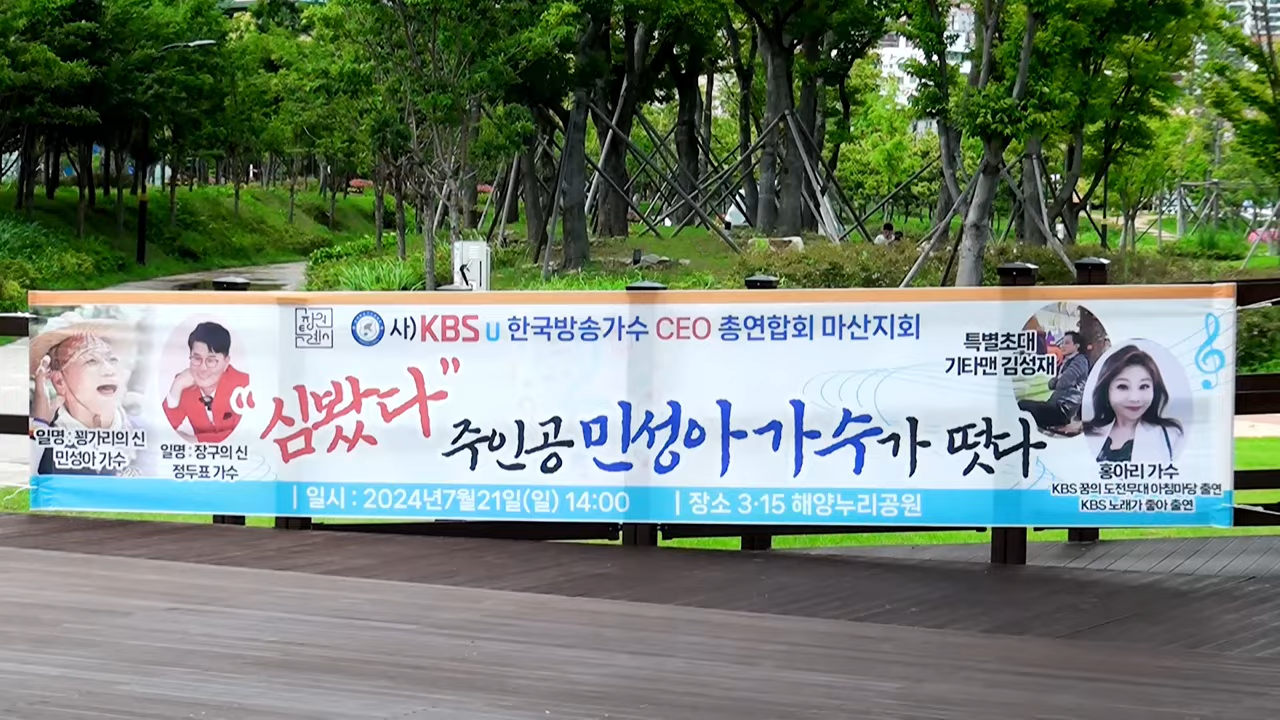 사)KBS U 한국방송가수 CEO 총연합회 마산지회
"심봤다" 주인공 민성아 가수가 떳다
일명 : 꽹가리의 신
민성아 가수
일명 : 장구의 신
정두표 가수
특별초대
기타맨 김성재
홍아리 가수
KBS 꿈의 도전무대 아침마당 출연
KBS 노래가 좋아 출연
| 일시 : 2024년7월21일(일) 14:00 | 장소 3·15 해양누리공원